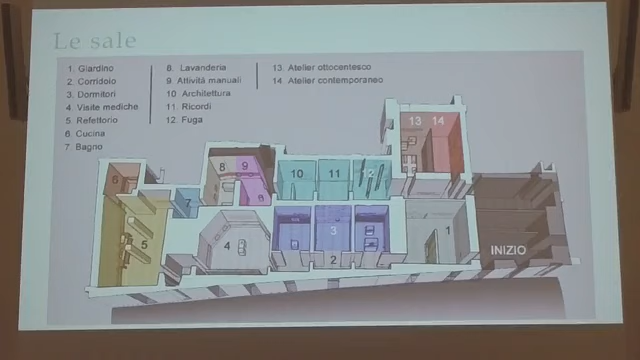 Le sale
1. Giardino
2. Corridoio
3. Dormitori
4. Visite mediche
5. Refettorio
6. Cucina
7 Bagno
8. Lavanderia
9 Attività manuali
10 Architettura
11. Ricordi
12. Fuga
13. Atelier ottocentesco
14 Atelier contemporaneo
13 14
6
8 9
7
10 11 12
5
4
3
1
2
INIZIO